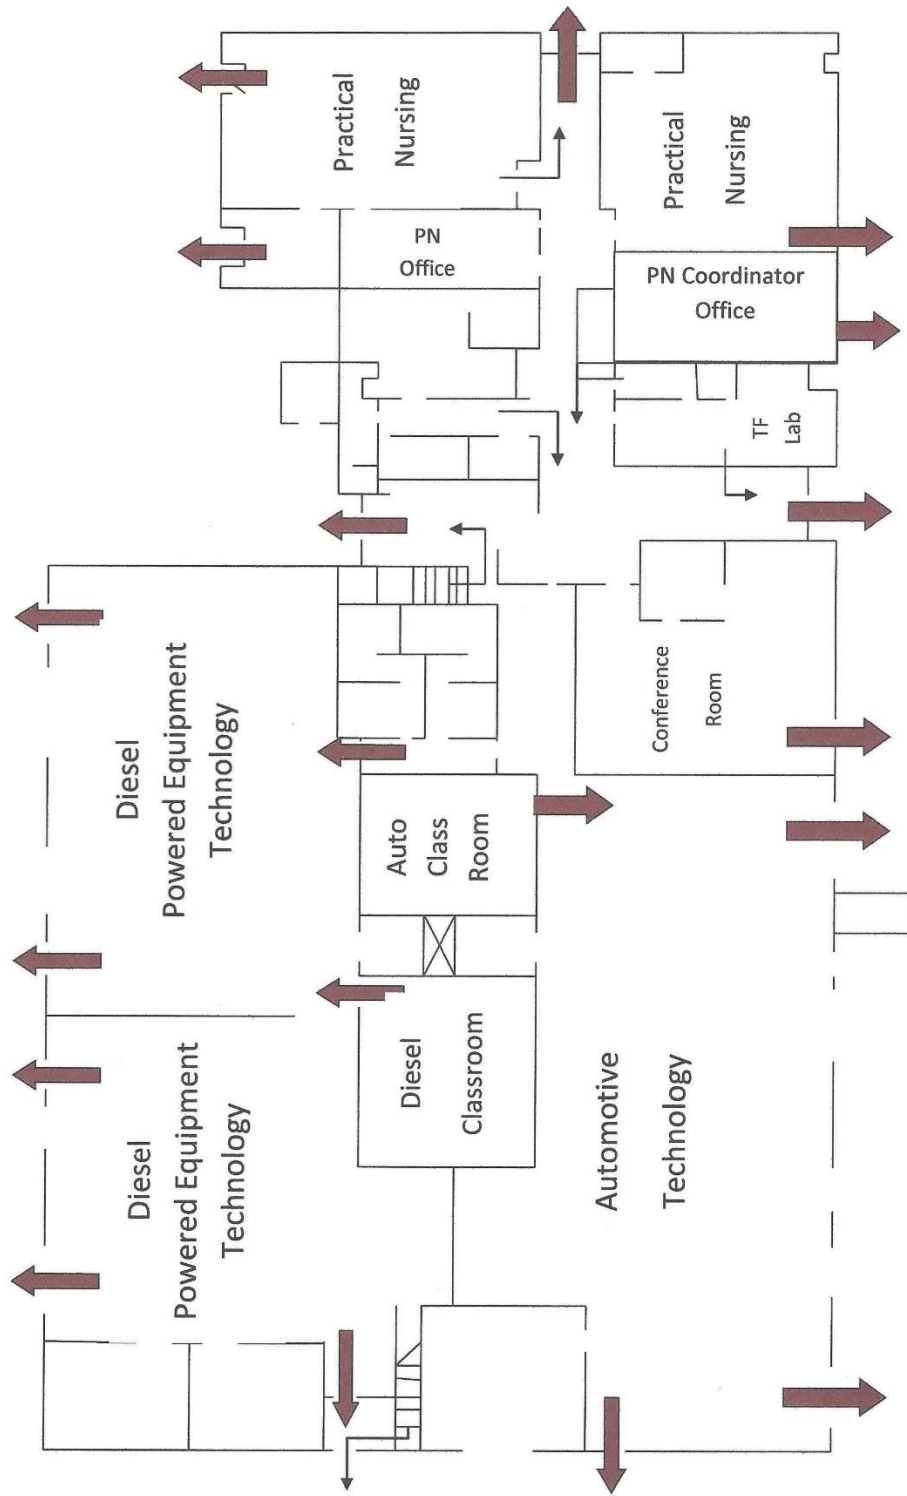 Diesel
Powered Equipment
Technology
Diesel
Powered Equipment
Technology
Practical
Nursing
PN
Office
Diesel
Classroom
Auto
Class
Room
Automotive
Technology
Conference
Room
TF
Lab
PN Coordinator
Office
Practical
Nursing